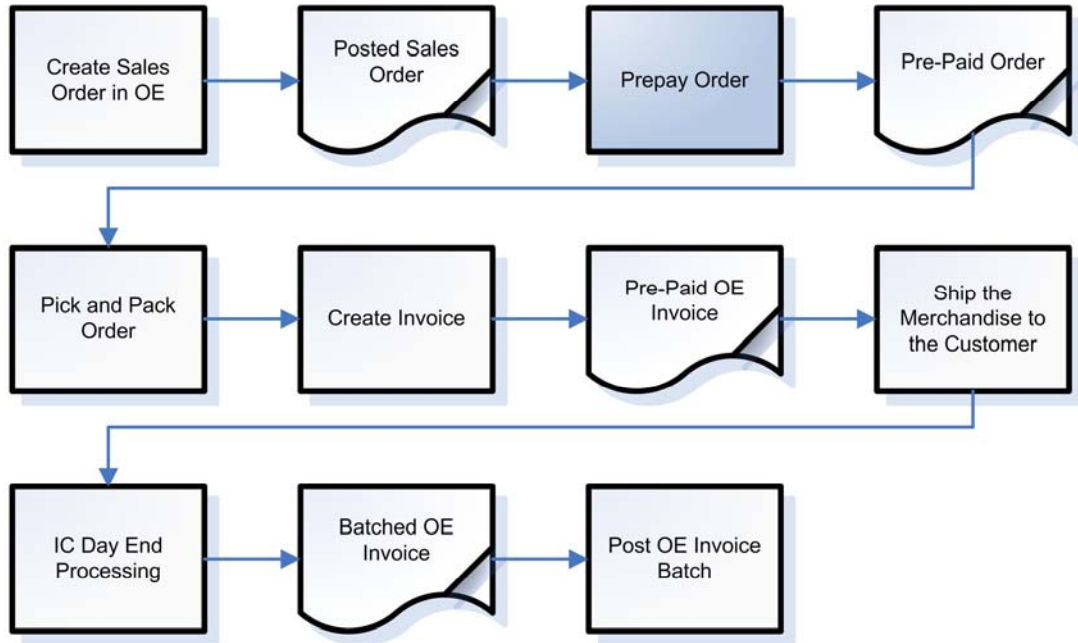 Create Sales
Order in OE
Posted Sales
Order
Prepay Order
Pre-Paid Order
Pick and Pack
Order
Create Invoice
Pre-Paid OE
Invoice
Ship the
Merchandise to
the Customer
IC Day End
Processing
Batched OE
Invoice
Post OE Invoice
Batch